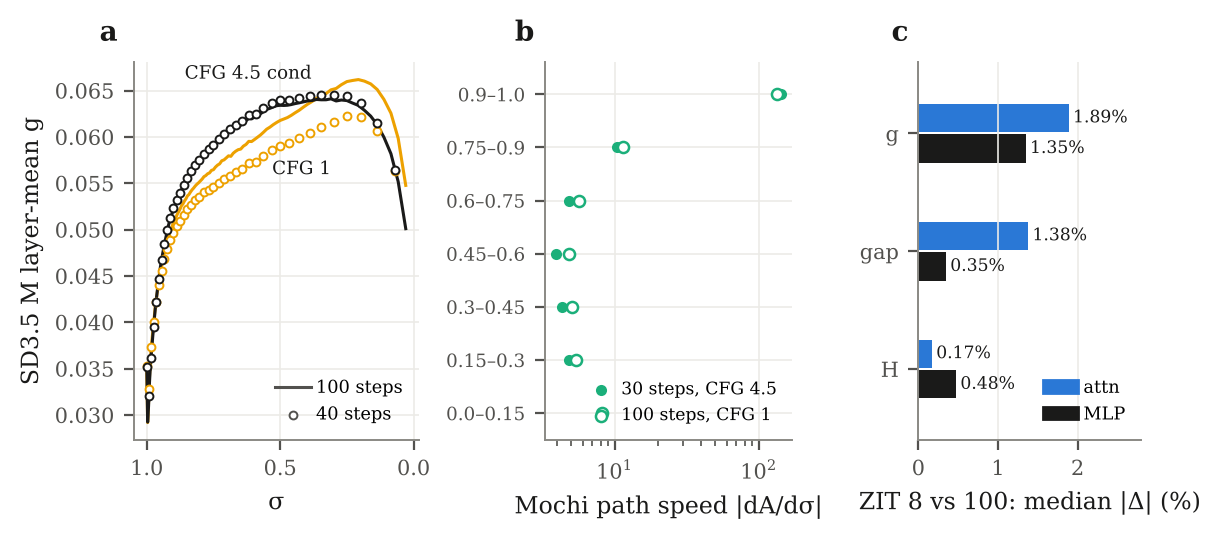 a
SD3.5 M layer-mean g
0.065
0.060
0.055
0.050
0.045
0.040
0.035
0.030
CFG 4.5 cond
CFG 1
100 steps
40 steps
1.0 0.5 0.0
σ
b
0.9–1.0
0.75–0.9
0.6–0.75
0.45–0.6
0.3–0.45
0.15–0.3
0.0–0.15
30 steps, CFG 4.5
100 steps, CFG 1
10¹ 10²
Mochi path speed |dA/dσ|
c
g
1.89%
1.35%
gap
1.38%
0.35%
H
0.17%
0.48%
attn
MLP
0 1 2
ZIT 8 vs 100: median |Δ| (%)